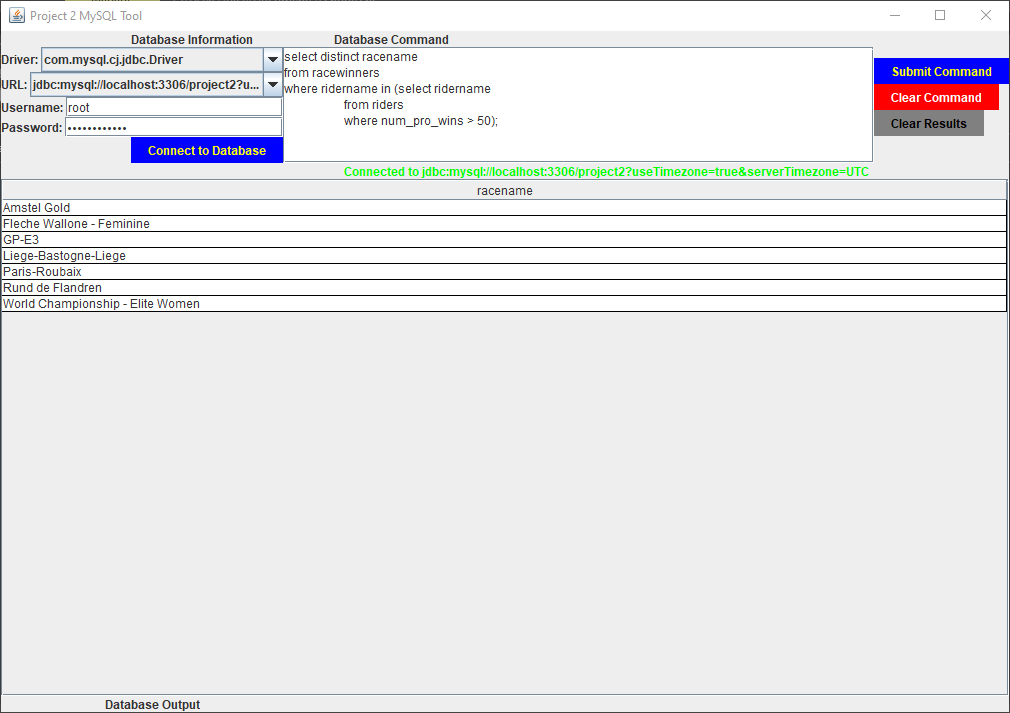 Project 2 MySQL Tool
Database Information
Database Command
Driver: com.mysql.cj.jdbc.Driver
URL: jdbc:mysql://localhost:3306/project2?u...
Username: root
Password: ••••••••••••
Connect to Database
select distinct racename
from racewinners
where ridername in (select ridername
from riders
where num_pro_wins > 50);
Submit Command
Clear Command
Clear Results
Connected to jdbc:mysql://localhost:3306/project2?useTimezone=true&serverTimezone=UTC
racename
Amstel Gold
Fleche Wallone - Feminine
GP-E3
Liege-Bastogne-Liege
Paris-Roubaix
Rund de Flandren
World Championship - Elite Women
Database Output